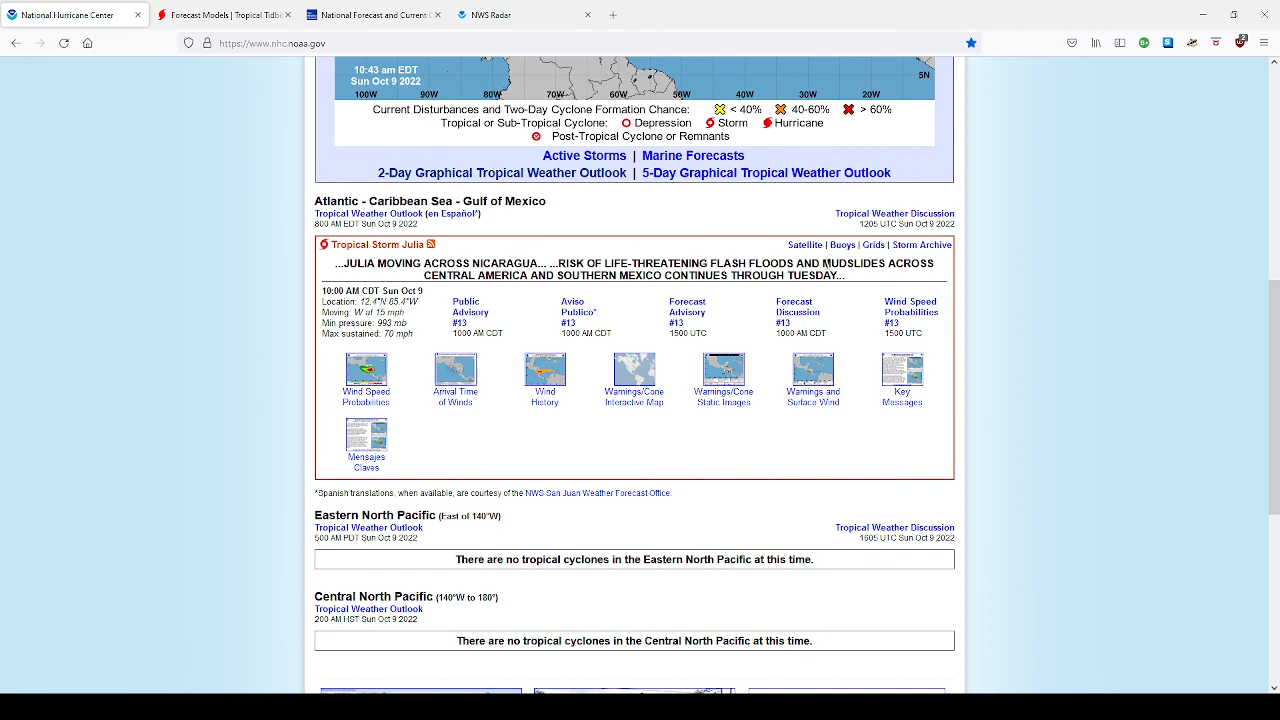 National Hurricane Center
Forecast Models | Tropical Tidbit
National Forecast and Current C
NWS Radar
https://www.nhc.noaa.gov
10:43 am EDT
Sun Oct 9 2022
5N
100W 90W 80W 70W 60W 50W 40W 30W 20W
Current Disturbances and Two-Day Cyclone Formation Chance: < 40% 40-60% > 60%
Tropical or Sub-Tropical Cyclone: Depression Storm Hurricane
Post-Tropical Cyclone or Remnants
Active Storms | Marine Forecasts
2-Day Graphical Tropical Weather Outlook | 5-Day Graphical Tropical Weather Outlook
Atlantic - Caribbean Sea - Gulf of Mexico
Tropical Weather Outlook (en Español*) Tropical Weather Discussion
800 AM EDT Sun Oct 9 2022 1205 UTC Sun Oct 9 2022
Tropical Storm Julia Satellite | Buoys | Grids | Storm Archive
...JULIA MOVING ACROSS NICARAGUA... ...RISK OF LIFE-THREATENING FLASH FLOODS AND MUDSLIDES ACROSS
CENTRAL AMERICA AND SOUTHERN MEXICO CONTINUES THROUGH TUESDAY...
10:00 AM CDT Sun Oct 9
Location: 12.4°N 85.4°W
Moving: W at 15 mph
Min pressure: 993 mb
Max sustained: 70 mph
Public
Advisory
#13
1000 AM CDT
Aviso
Publico*
#13
1000 AM CDT
Forecast
Advisory
#13
1500 UTC
Forecast
Discussion
#13
1000 AM CDT
Wind Speed
Probabilities
#13
1500 UTC
Wind Speed
Probabilities
Arrival Time
of Winds
Wind
History
Warnings/Cone
Interactive Map
Warnings/Cone
Static Images
Warnings and
Surface Wind
Key
Messages
Mensajes
Claves
*Spanish translations, when available, are courtesy of the NWS San Juan Weather Forecast Office.
Eastern North Pacific (East of 140°W)
Tropical Weather Outlook Tropical Weather Discussion
500 AM PDT Sun Oct 9 2022 1605 UTC Sun Oct 9 2022
There are no tropical cyclones in the Eastern North Pacific at this time.
Central North Pacific (140°W to 180°)
Tropical Weather Outlook
200 AM HST Sun Oct 9 2022
There are no tropical cyclones in the Central North Pacific at this time.